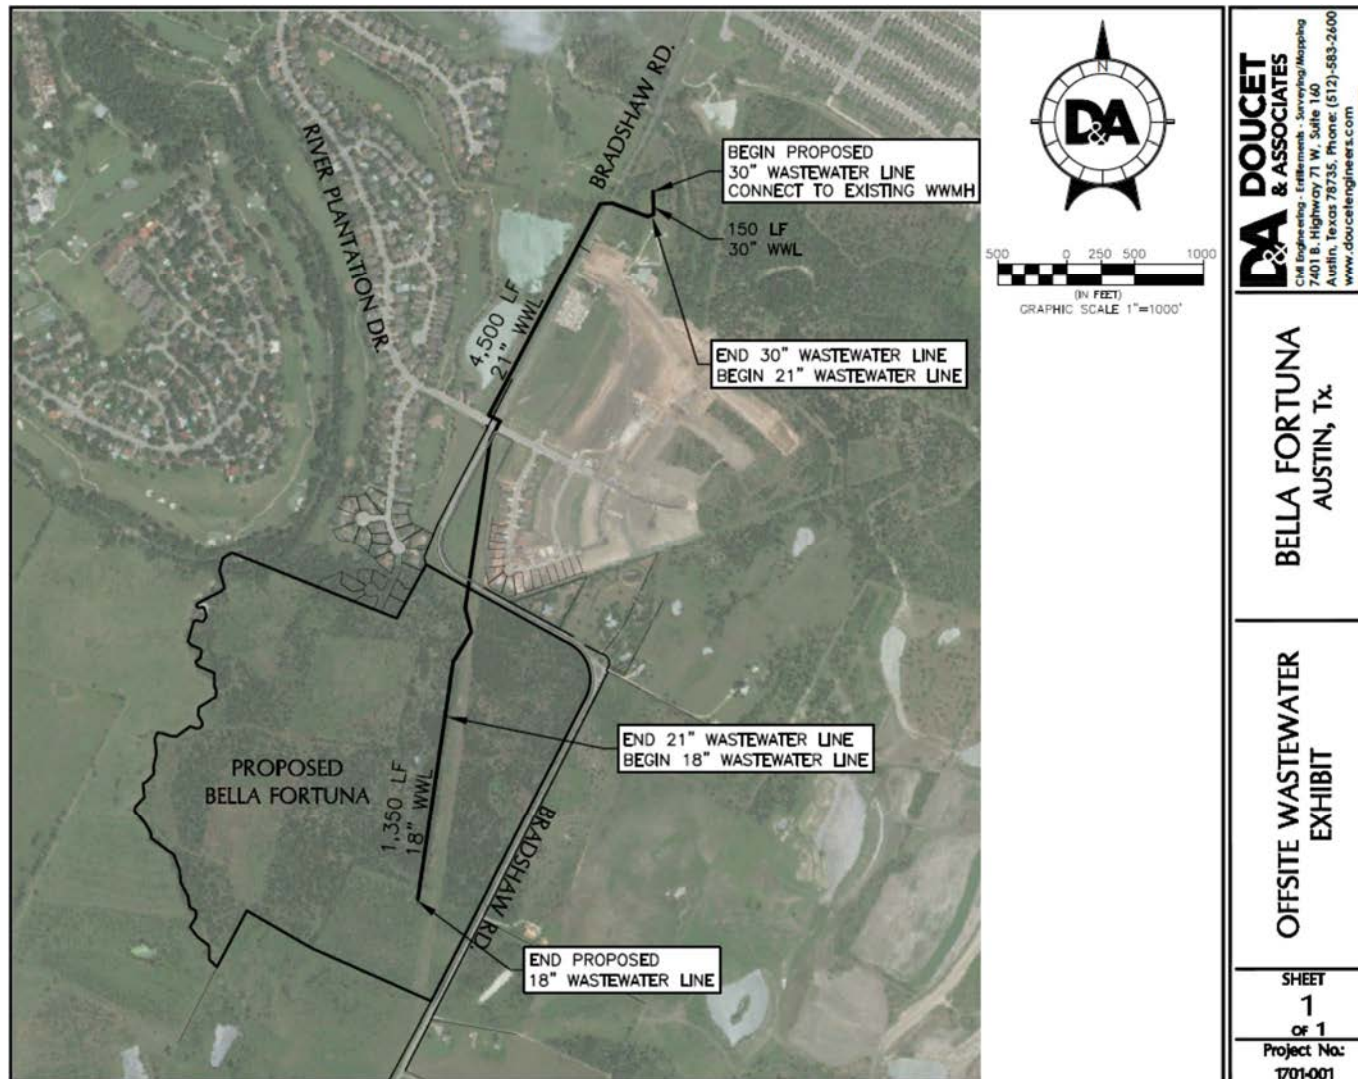 BRADSHAW RD.
RIVER PLANTATION DR.
BEGIN PROPOSED
30" WASTEWATER LINE
CONNECT TO EXISTING WWMH
150 LF
30" WWL
4,500 LF
21" WWL
END 30" WASTEWATER LINE
BEGIN 21" WASTEWATER LINE
END 21" WASTEWATER LINE
BEGIN 18" WASTEWATER LINE
PROPOSED
BELLA FORTUNA
1,350 LF
18" WWL
BRADSHAW RD.
END PROPOSED
18" WASTEWATER LINE
N
D&A
500 0 250 500 1000
(IN FEET)
GRAPHIC SCALE 1"=1000'
D&A DOUCET
& ASSOCIATES
Civil Engineering - Entitlements - Surveying/Mapping
7401 B. Highway 71 W, Suite 160
Austin, Texas 78735, Phone: (512)-583-2600
www.doucetengineers.com
BELLA FORTUNA
AUSTIN, Tx.
OFFSITE WASTEWATER
EXHIBIT
SHEET
1
OF 1
Project No.:
1701-001